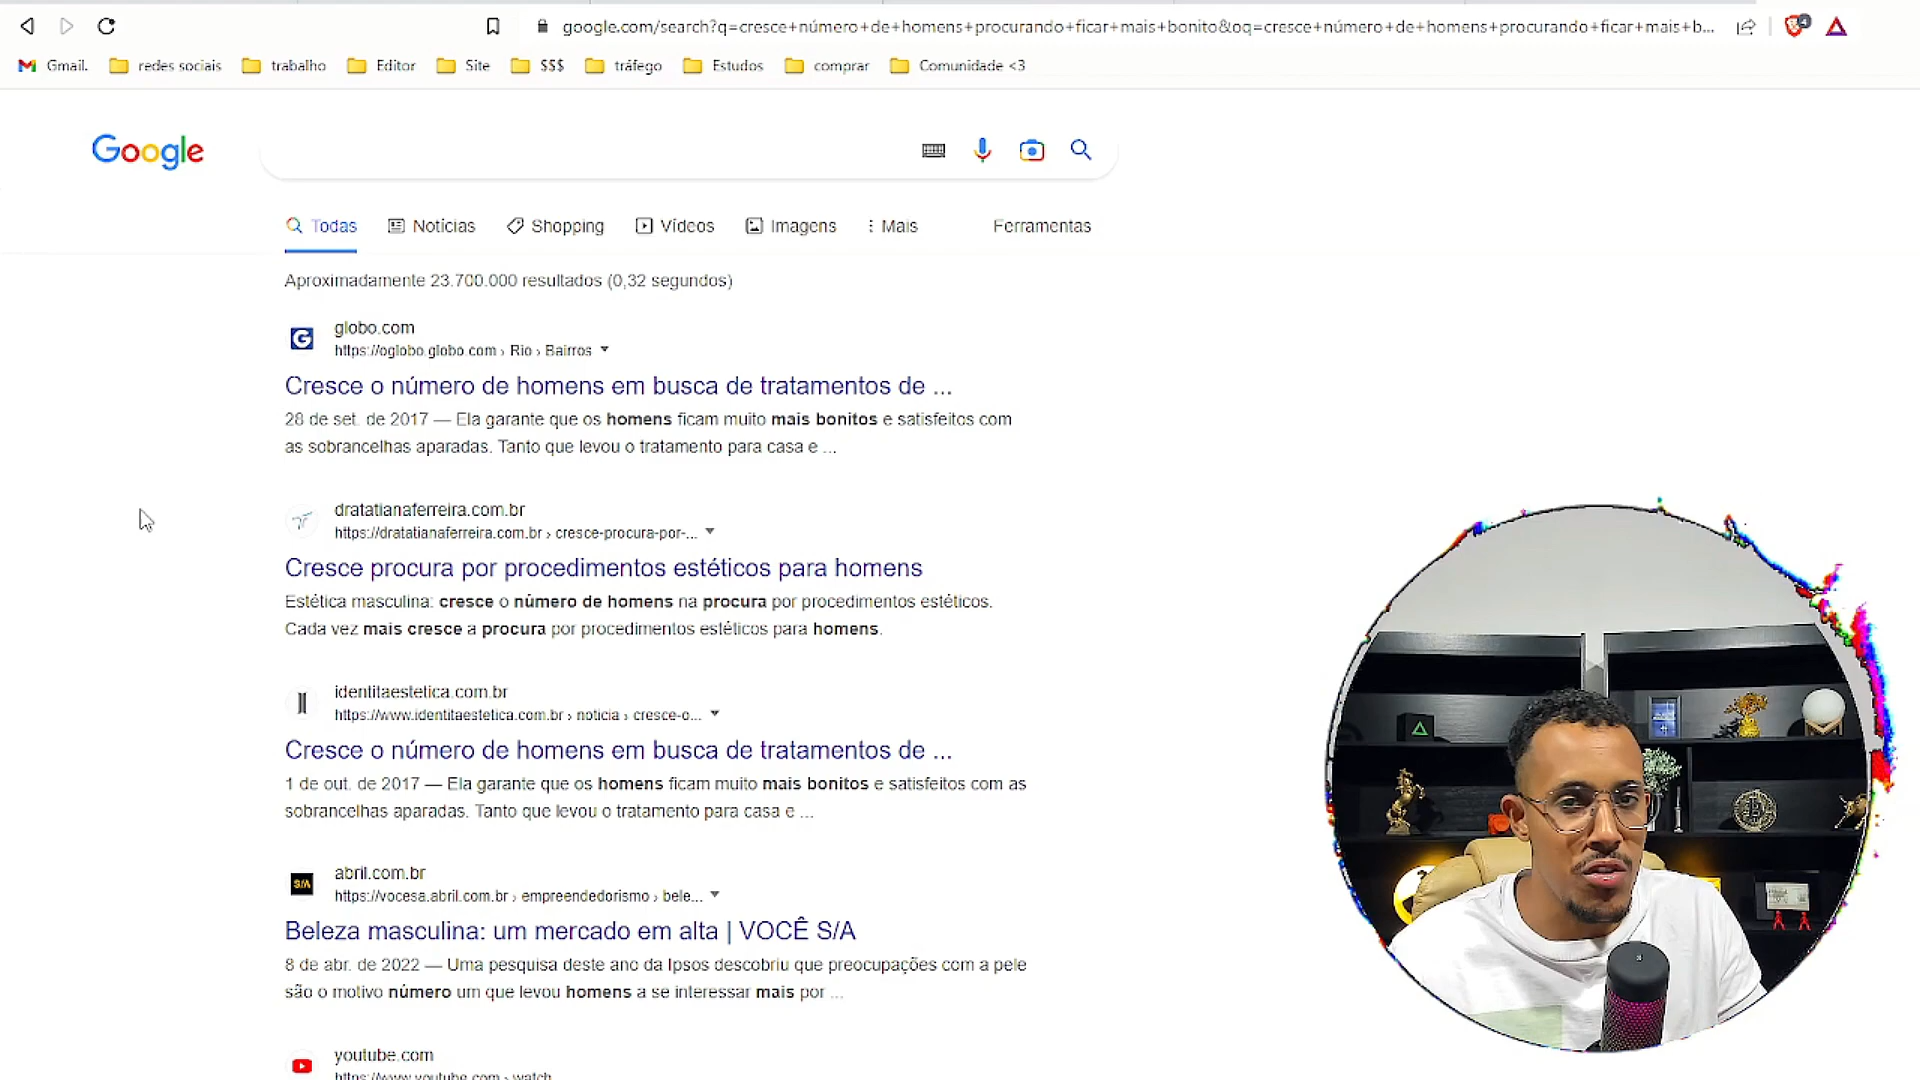 google.com/search?q=cresce+número+de+homens+procurando+ficar+mais+bonito&oq=cresce+número+de+homens+procurando+ficar+mais+b...
4
Gmail. redes sociais trabalho Editor Site $$$ tráfego Estudos comprar Comunidade <3
Google
Todas Notícias Shopping Vídeos Imagens Mais Ferramentas
Aproximadamente 23.700.000 resultados (0,32 segundos)
G
globo.com
https://oglobo.globo.com › Rio › Bairros
Cresce o número de homens em busca de tratamentos de ...
28 de set. de 2017 — Ela garante que os homens ficam muito mais bonitos e satisfeitos com
as sobrancelhas aparadas. Tanto que levou o tratamento para casa e ...
dratatianaferreira.com.br
https://dratatianaferreira.com.br › cresce-procura-por-...
Cresce procura por procedimentos estéticos para homens
Estética masculina: cresce o número de homens na procura por procedimentos estéticos.
Cada vez mais cresce a procura por procedimentos estéticos para homens.
identitaestetica.com.br
https://www.identitaestetica.com.br › noticia › cresce-o...
Cresce o número de homens em busca de tratamentos de ...
1 de out. de 2017 — Ela garante que os homens ficam muito mais bonitos e satisfeitos com as
sobrancelhas aparadas. Tanto que levou o tratamento para casa e ...
S/A
abril.com.br
https://vocesa.abril.com.br › empreendedorismo › bele...
Beleza masculina: um mercado em alta | VOCÊ S/A
8 de abr. de 2022 — Uma pesquisa deste ano da Ipsos descobriu que preocupações com a pele
são o motivo número um que levou homens a se interessar mais por ...
youtube.com
https://www.youtube.com › watch